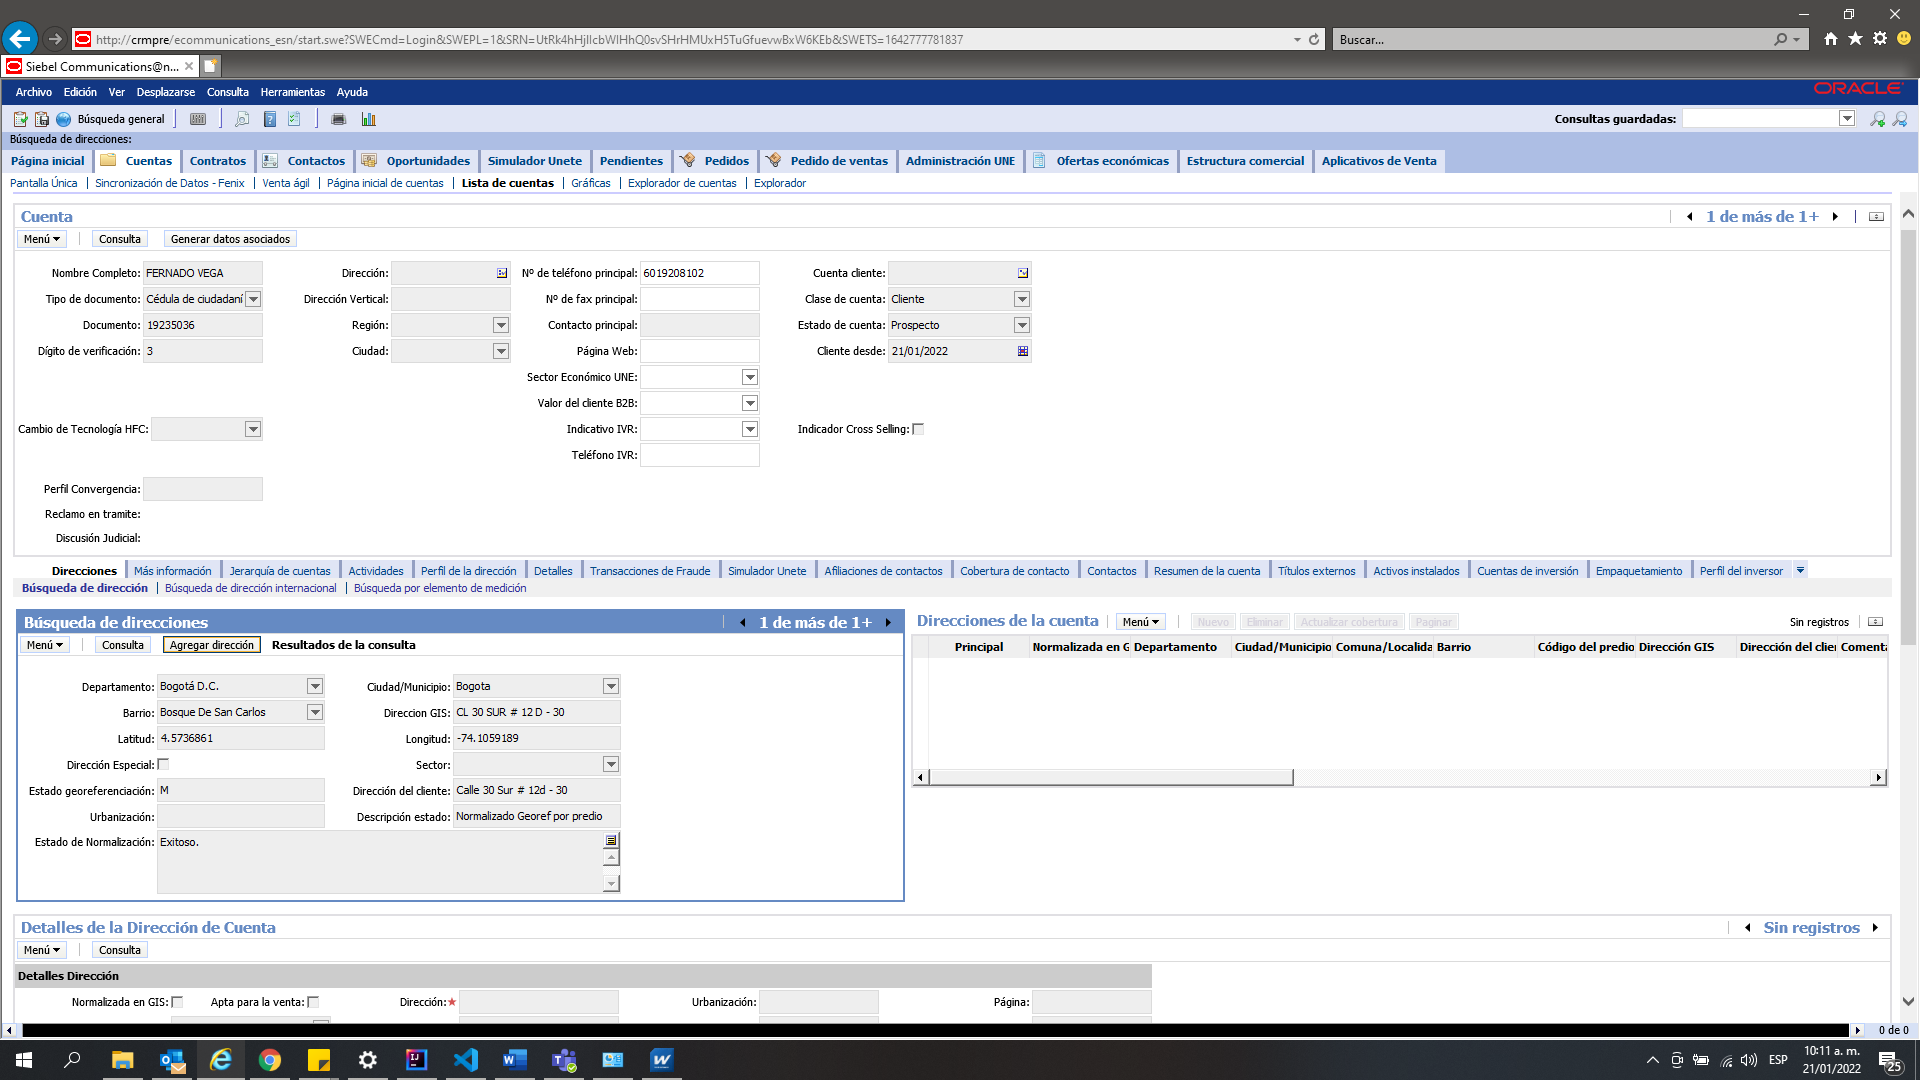 http://crmpre/ecommunications_esn/start.swe?SWECmd=Login&SWEPL=1&SRN=UtRk4hHjIlcbWlHhQ0svSHrHMUxH5TuGfuevwBxW6KEb&SWETS=1642777781837
Buscar...
Siebel Communications@n...
Archivo Edición Ver Desplazarse Consulta Herramientas Ayuda
ORACLE
Búsqueda general
Consultas guardadas:
Búsqueda de direcciones:
Página inicial Cuentas Contratos Contactos Oportunidades Simulador Unete Pendientes Pedidos Pedido de ventas Administración UNE Ofertas económicas Estructura comercial Aplicativos de Venta
Pantalla Única Sincronización de Datos - Fenix Venta ágil Página inicial de cuentas Lista de cuentas Gráficas Explorador de cuentas Explorador
Cuenta
1 de más de 1+
Menú Consulta Generar datos asociados
Nombre Completo: FERNADO VEGA Dirección: Nº de teléfono principal: 6019208102 Cuenta cliente:
Tipo de documento: Cédula de ciudadaní Dirección Vertical: Nº de fax principal: Clase de cuenta: Cliente
Documento: 19235036 Región: Contacto principal: Estado de cuenta: Prospecto
Dígito de verificación: 3 Ciudad: Página Web: Cliente desde: 21/01/2022
Sector Económico UNE:
Valor del cliente B2B:
Cambio de Tecnología HFC: Indicativo IVR: Indicador Cross Selling:
Teléfono IVR:
Perfil Convergencia:
Reclamo en tramite:
Discusión Judicial:
Direcciones Más información Jerarquía de cuentas Actividades Perfil de la dirección Detalles Transacciones de Fraude Simulador Unete Afiliaciones de contactos Cobertura de contacto Contactos Resumen de la cuenta Títulos externos Activos instalados Cuentas de inversión Empaquetamiento Perfil del inversor
Búsqueda de dirección Búsqueda de dirección internacional Búsqueda por elemento de medición
Búsqueda de direcciones
1 de más de 1+
Menú Consulta Agregar dirección Resultados de la consulta
Departamento: Bogotá D.C. Ciudad/Municipio: Bogota
Barrio: Bosque De San Carlos Direccion GIS: CL 30 SUR # 12 D - 30
Latitud: 4.5736861 Longitud: -74.1059189
Dirección Especial: Sector:
Estado georeferenciación: M Dirección del cliente: Calle 30 Sur # 12d - 30
Urbanización: Descripción estado: Normalizado Georef por predio
Estado de Normalización: Exitoso.
Direcciones de la cuenta
Menú Nuevo Eliminar Actualizar cobertura Paginar
Sin registros
Principal Normalizada en G Departamento Ciudad/Municipio Comuna/Localida Barrio Código del predio Dirección GIS Dirección del clie Coment
Detalles de la Dirección de Cuenta
Sin registros
Menú Consulta
Detalles Dirección
Normalizada en GIS: Apta para la venta: Dirección:* Urbanización: Página:
0 de 0
ESP
10:11 a. m.
21/01/2022
25